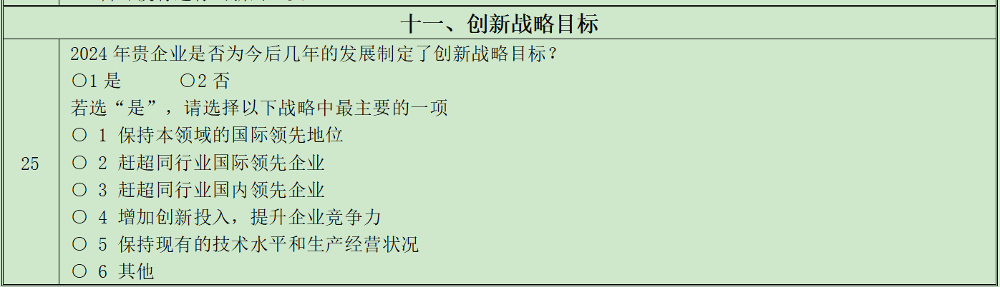 十一、创新战略目标
25
2024 年贵企业是否为今后几年的发展制定了创新战略目标？
○1 是 ○2 否
若选“是”，请选择以下战略中最主要的一项
○ 1 保持本领域的国际领先地位
○ 2 赶超同行业国际领先企业
○ 3 赶超同行业国内领先企业
○ 4 增加创新投入，提升企业竞争力
○ 5 保持现有的技术水平和生产经营状况
○ 6 其他